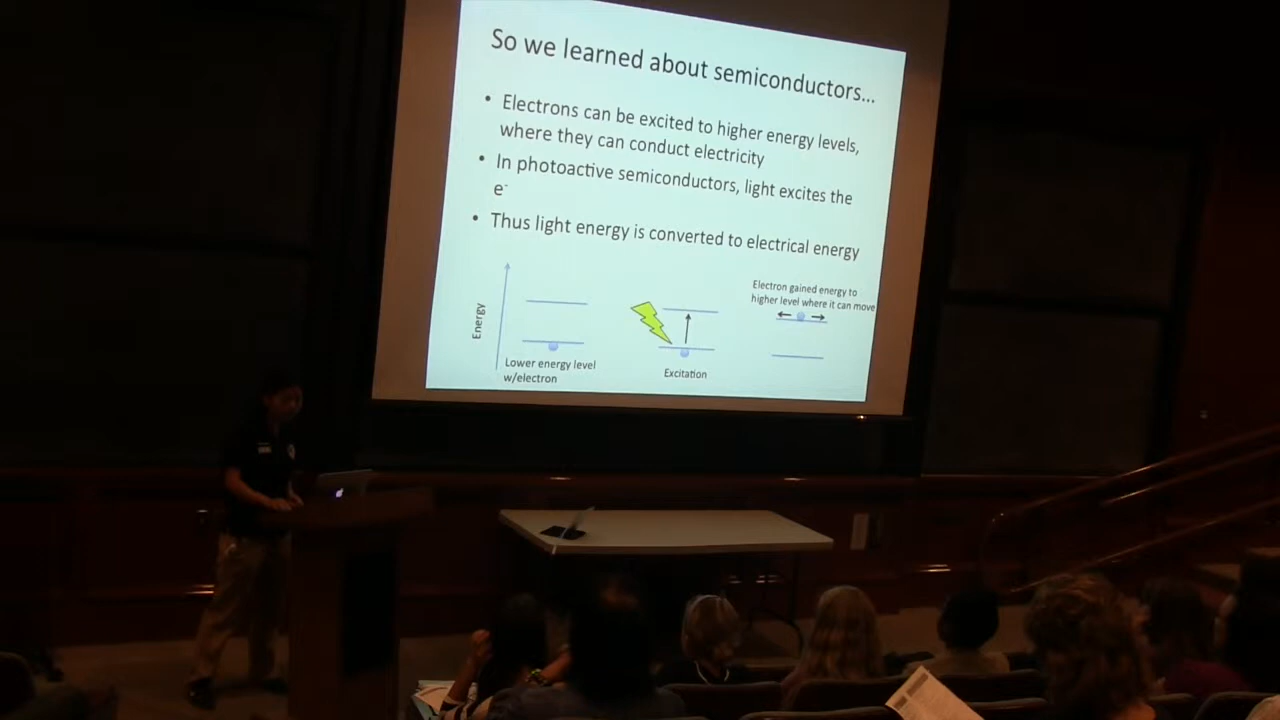 So we learned about semiconductors...
• Electrons can be excited to higher energy levels,
where they can conduct electricity
• In photoactive semiconductors, light excites the
e-
• Thus light energy is converted to electrical energy
Energy
Lower energy level
w/electron
Excitation
Electron gained energy to
higher level where it can move